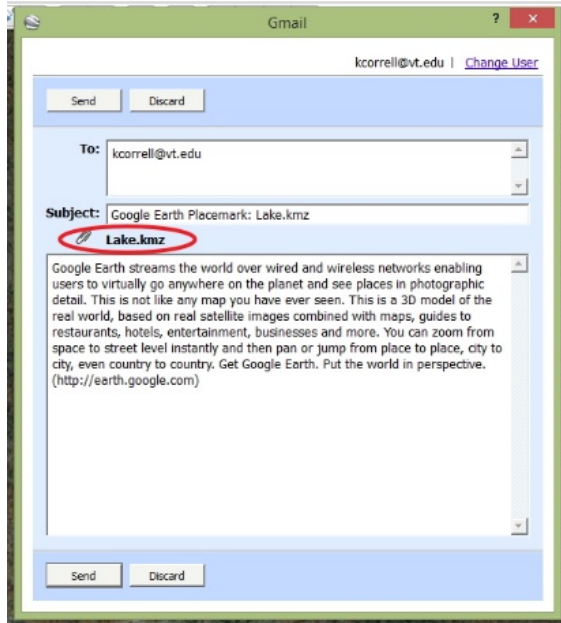 Gmail
? ×
kcorrell@vt.edu | Change User
Send Discard
To: kcorrell@vt.edu
Subject: Google Earth Placemark: Lake.kmz
Lake.kmz
Google Earth streams the world over wired and wireless networks enabling
users to virtually go anywhere on the planet and see places in photographic
detail. This is not like any map you have ever seen. This is a 3D model of the
real world, based on real satellite images combined with maps, guides to
restaurants, hotels, entertainment, businesses and more. You can zoom from
space to street level instantly and then pan or jump from place to place, city to
city, even country to country. Get Google Earth. Put the world in perspective.
(http://earth.google.com)
Send Discard